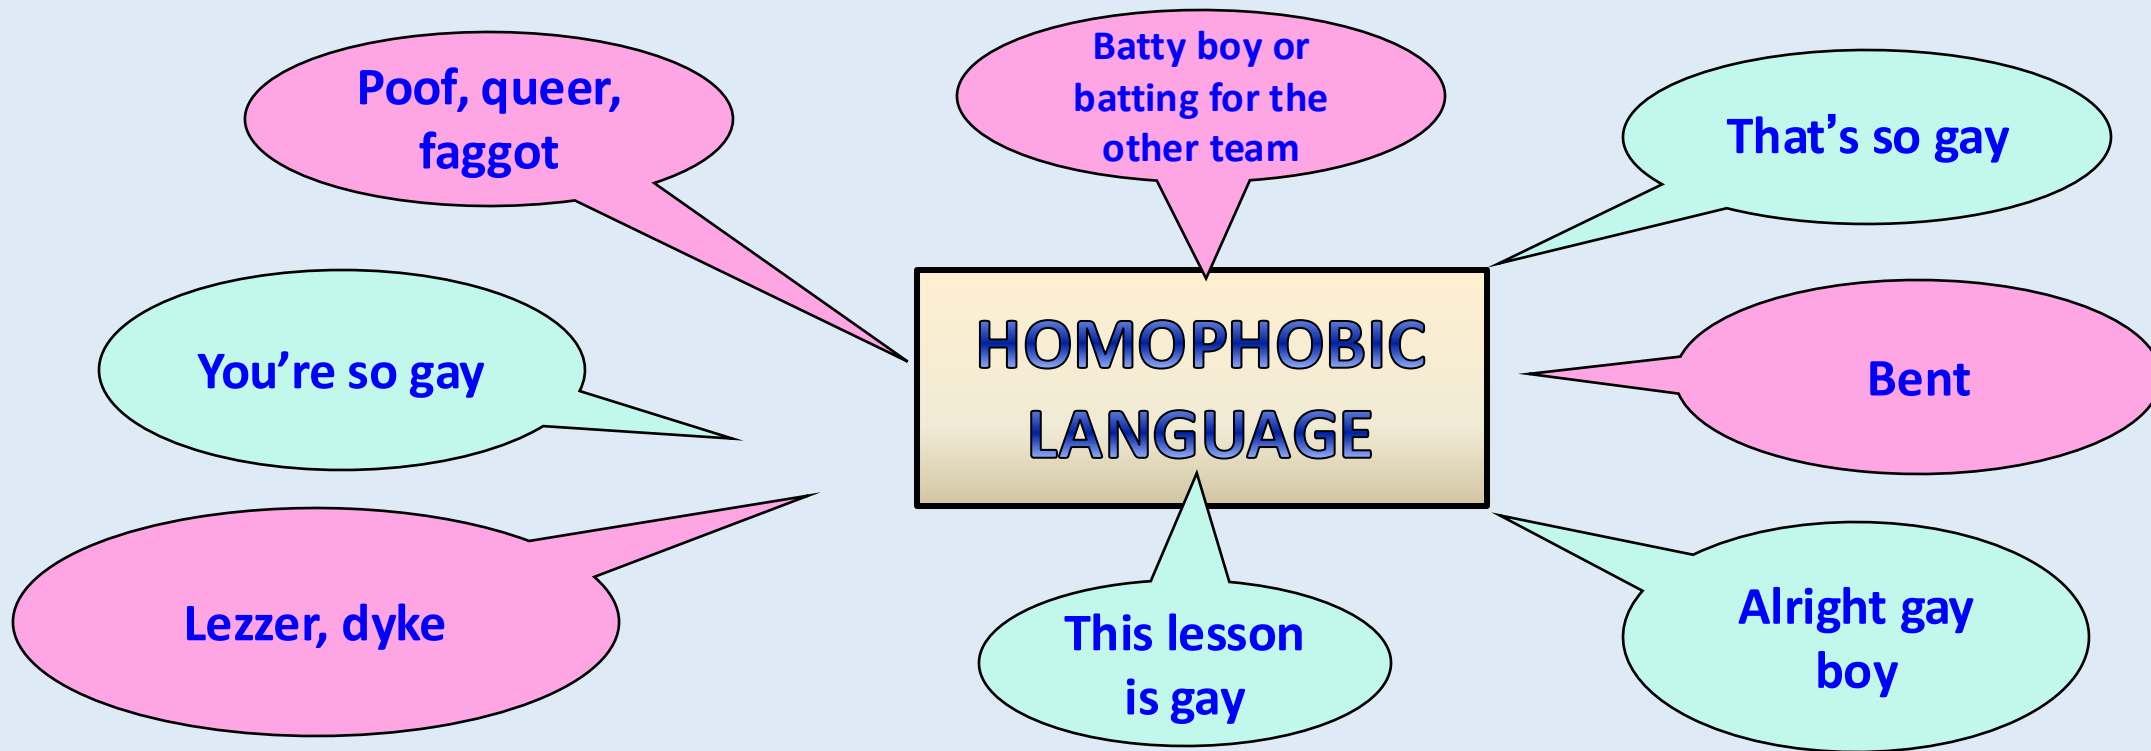 Poof, queer,
faggot
Batty boy or
batting for the
other team
That’s so gay
You’re so gay
HOMOPHOBIC
LANGUAGE
Bent
Lezzer, dyke
This lesson
is gay
Alright gay
boy